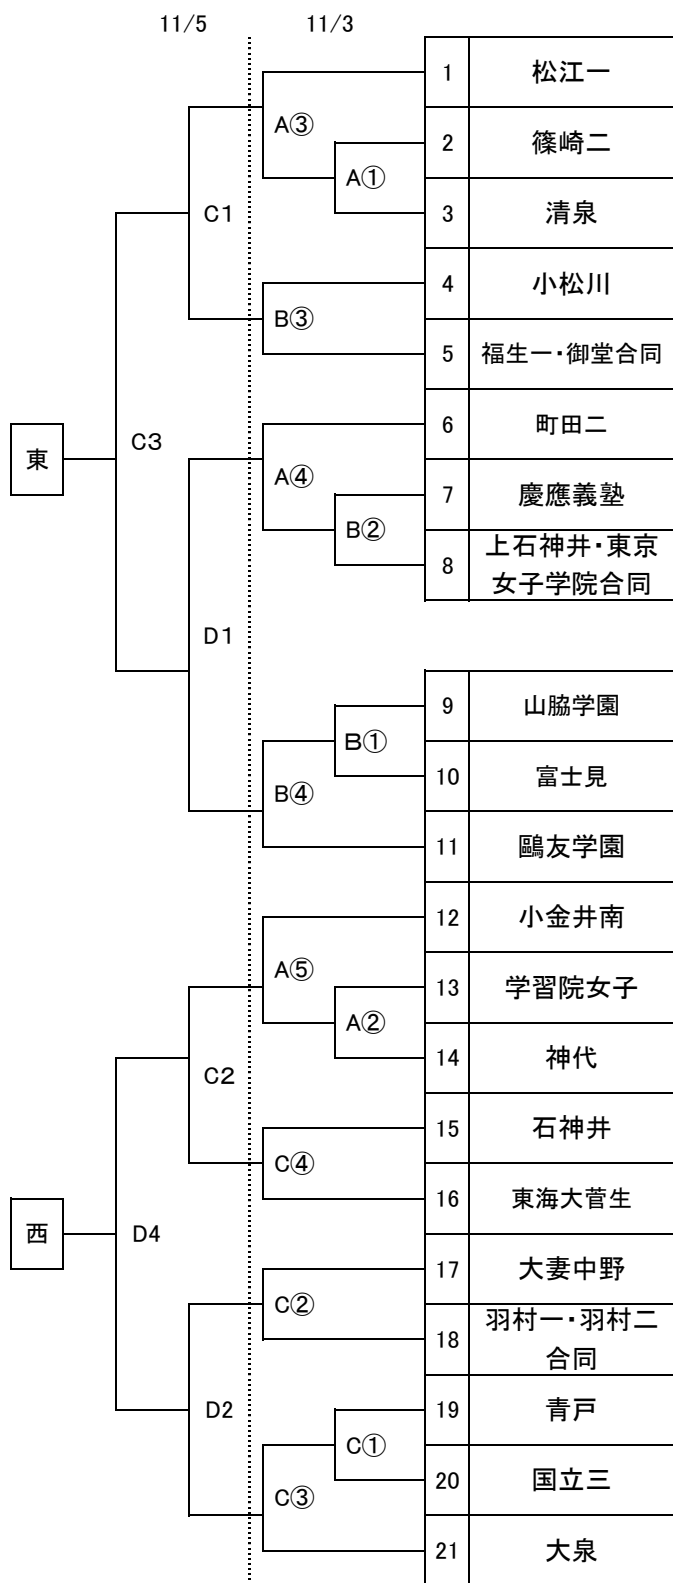 11/5 11/3
1 松江一
A③
2 篠崎二
A①
C1
3 清泉
4 小松川
B③
5 福生一・御堂合同
6 町田二
東
C3
A④
7 慶應義塾
B②
8 上石神井・東京
女子学院合同
D1
9 山脇学園
B①
10 富士見
B④
11 鷗友学園
12 小金井南
A⑤
13 学習院女子
A②
14 神代
C2
15 石神井
C④
16 東海大菅生
西
D4
17 大妻中野
C②
18 羽村一・羽村二
合同
19 青戸
D2
C①
20 国立三
C③
21 大泉